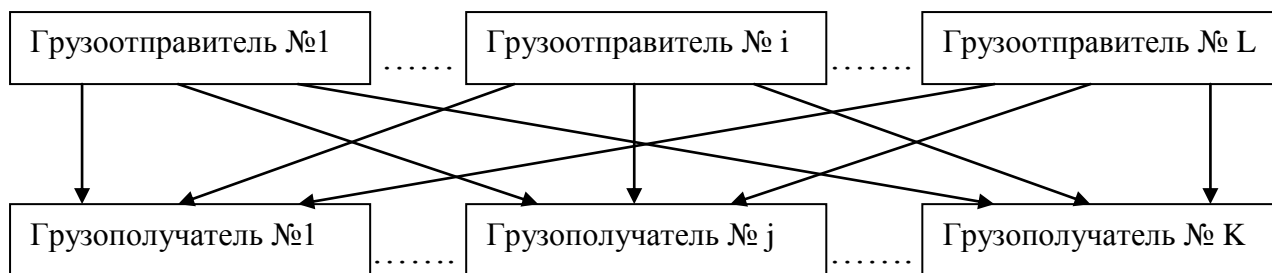 Грузоотправитель №1 ...... Грузоотправитель № i ...... Грузоотправитель № L
Грузополучатель №1 ....... Грузополучатель № j ....... Грузополучатель № K